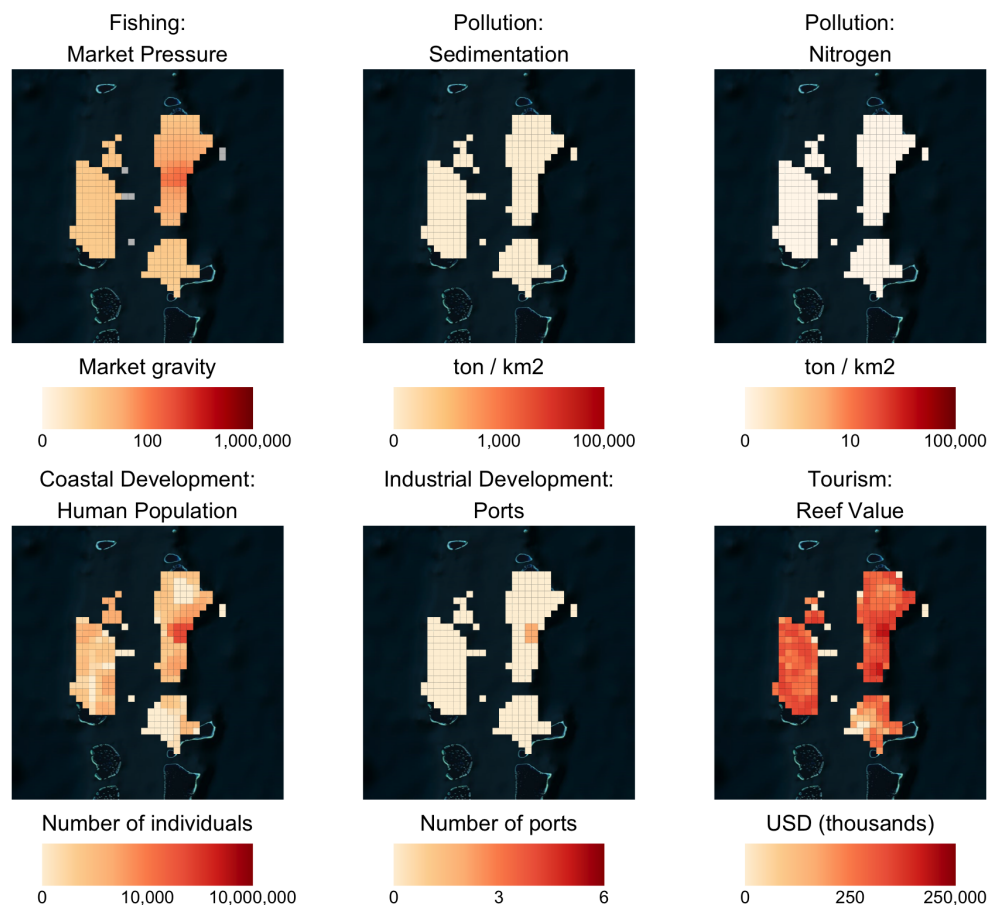 Fishing:
Market Pressure
Pollution:
Sedimentation
Pollution:
Nitrogen
Market gravity
0 100 1,000,000
ton / km2
0 1,000 100,000
ton / km2
0 10 100,000
Coastal Development:
Human Population
Industrial Development:
Ports
Tourism:
Reef Value
Number of individuals
0 10,000 10,000,000
Number of ports
0 3 6
USD (thousands)
0 250 250,000